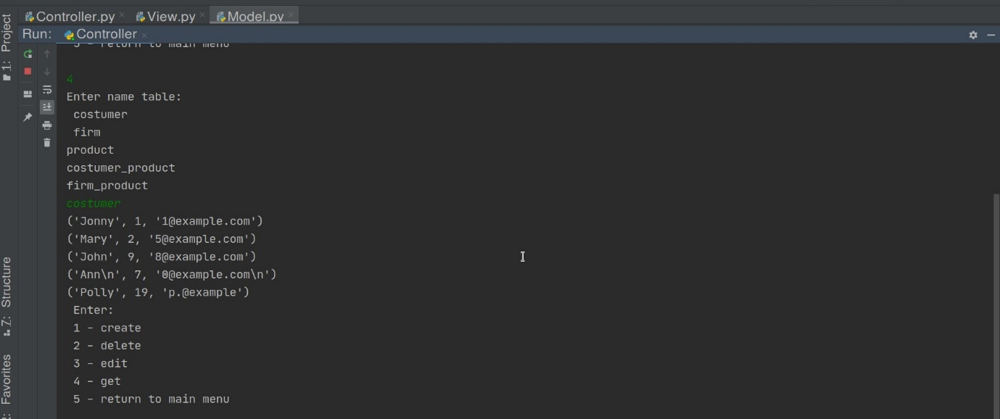 Controller.py
View.py
Model.py
Run:
Controller
1: Project
5 - return to main menu
4
Enter name table:
costumer
firm
product
costumer_product
firm_product
costumer
('Jonny', 1, '1@example.com')
('Mary', 2, '5@example.com')
('John', 9, '8@example.com')
('Ann\n', 7, '0@example.com\n')
('Polly', 19, 'p.@example')
Enter:
1 - create
2 - delete
3 - edit
4 - get
5 - return to main menu
7: Structure
Favorites